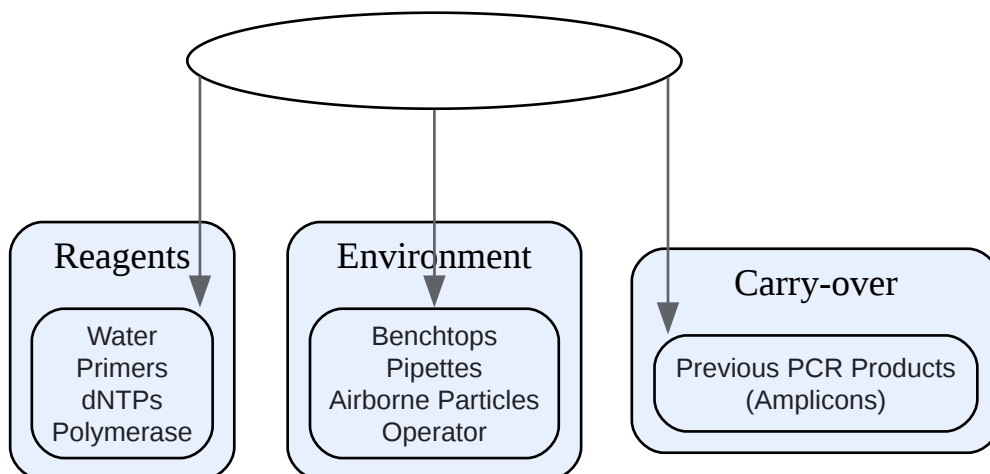 Reagents
Water
Primers
dNTPs
Polymerase
Environment
Benchtops
Pipettes
Airborne Particles
Operator
Carry-over
Previous PCR Products
(Amplicons)